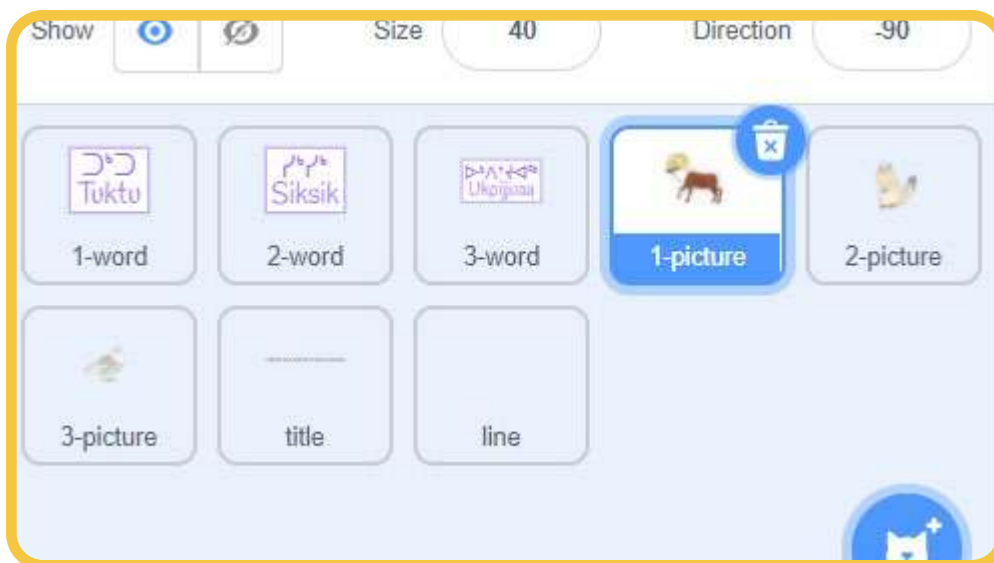 Show Size 40 Direction -90
ᑐᒃᑐ
Tuktu
1-word
ᓯᒃᓯᒃ
Siksik
2-word
3-word
1-picture
2-picture
3-picture
title
line